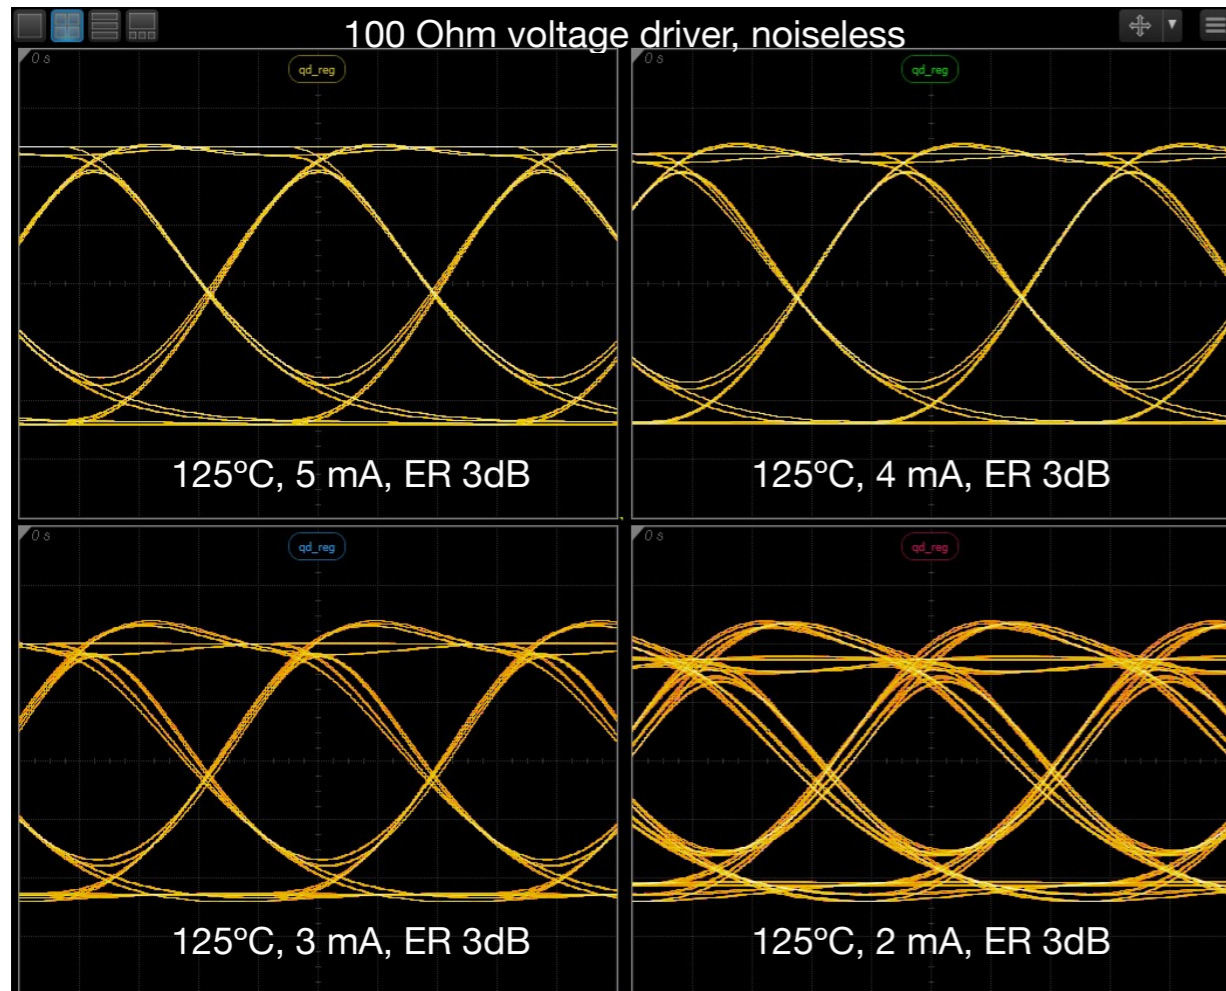 100 Ohm voltage driver, noiseless
0 s
qd_reg
0 s
qd_reg
125ºC, 5 mA, ER 3dB
125ºC, 4 mA, ER 3dB
0 s
qd_reg
0 s
qd_reg
125ºC, 3 mA, ER 3dB
125ºC, 2 mA, ER 3dB